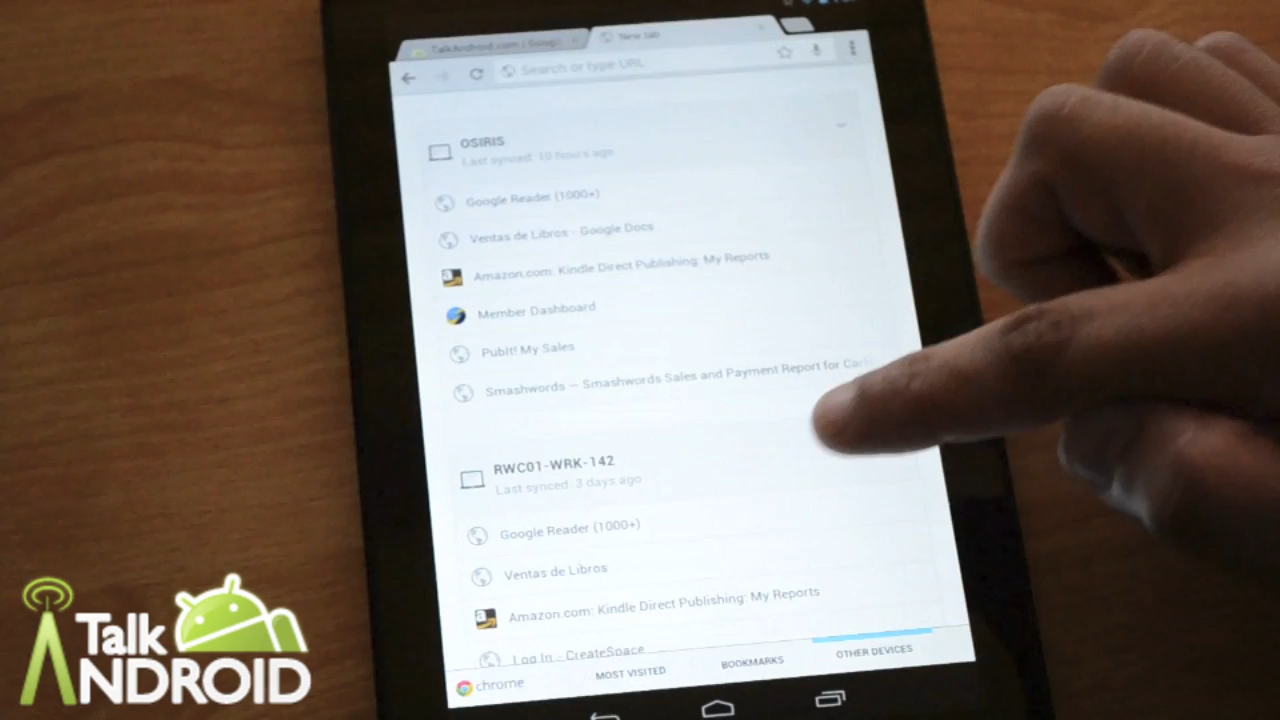 TalkAndroid.com | Googl
New tab
Search or type URL
OSIRIS
Last synced: 10 hours ago
Google Reader (1000+)
Ventas de Libros - Google Docs
Amazon.com: Kindle Direct Publishing: My Reports
Member Dashboard
PubIt! My Sales
Smashwords — Smashwords Sales and Payment Report for
RWC01-WRK-142
Last synced: 3 days ago
Google Reader (1000+)
Ventas de Libros
Amazon.com: Kindle Direct Publishing: My Reports
Log In - CreateSpace
chrome
MOST VISITED
BOOKMARKS
OTHER DEVICES
Talk
ANDROID